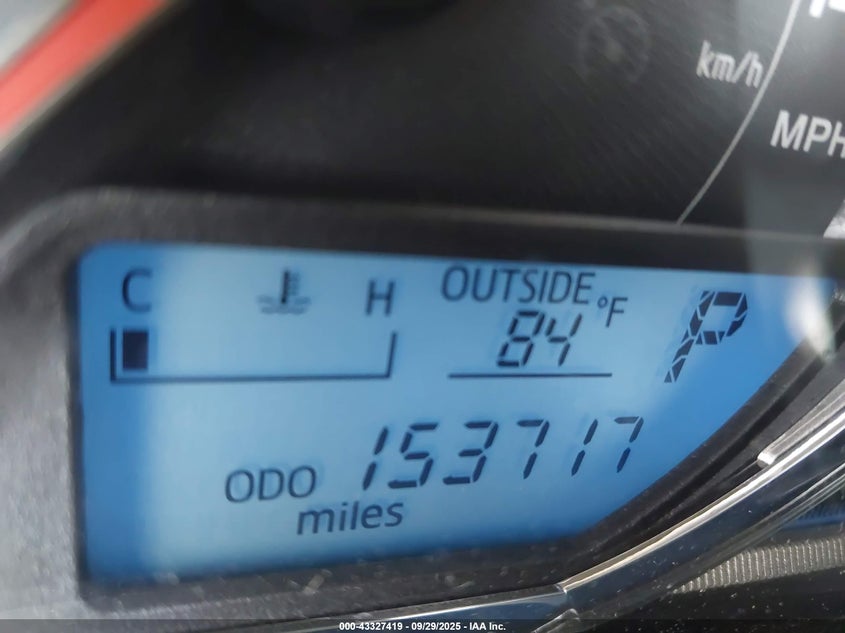 km/h
MPH
C H OUTSIDE
84 °F P
ODO 153717
miles
000-43327419 - 09/29/2025 - IAA Inc.